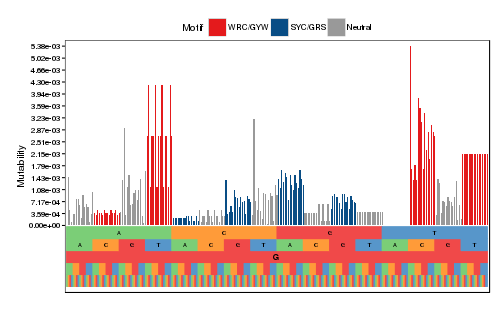 Motif WRC/GYW SYC/GRS Neutral
5.38e−03
5.02e−03
4.66e−03
4.30e−03
3.94e−03
3.59e−03
3.23e−03
2.87e−03
2.51e−03
2.15e−03
1.79e−03
1.43e−03
1.08e−03
7.17e−04
3.59e−04
0.00e+00
Mutability
A C G T
A C G T A C G T A C G T A C G T
G